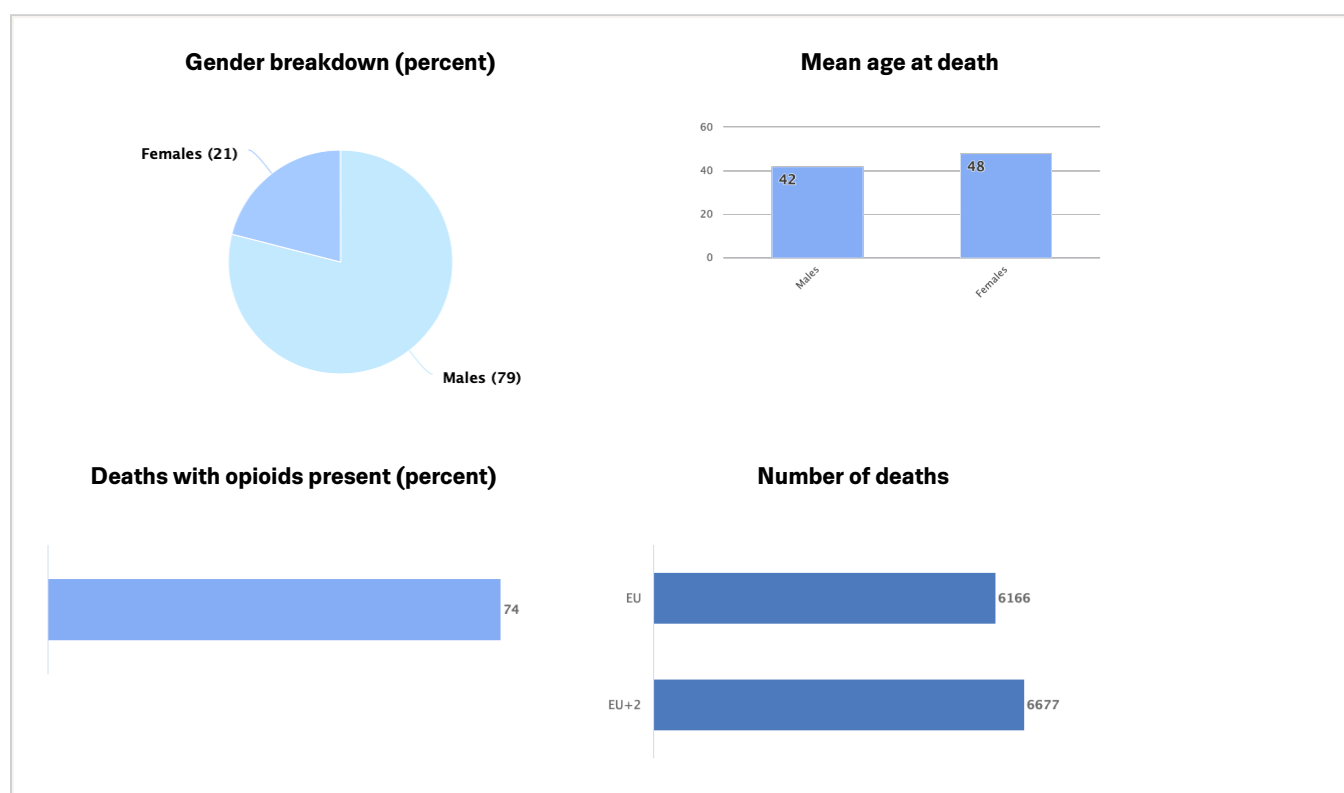 Gender breakdown (percent)
Females (21)
Males (79)
Mean age at death
60
40
20
0
42
48
Males
Females
Deaths with opioids present (percent)
74
Number of deaths
EU
6166
EU+2
6677